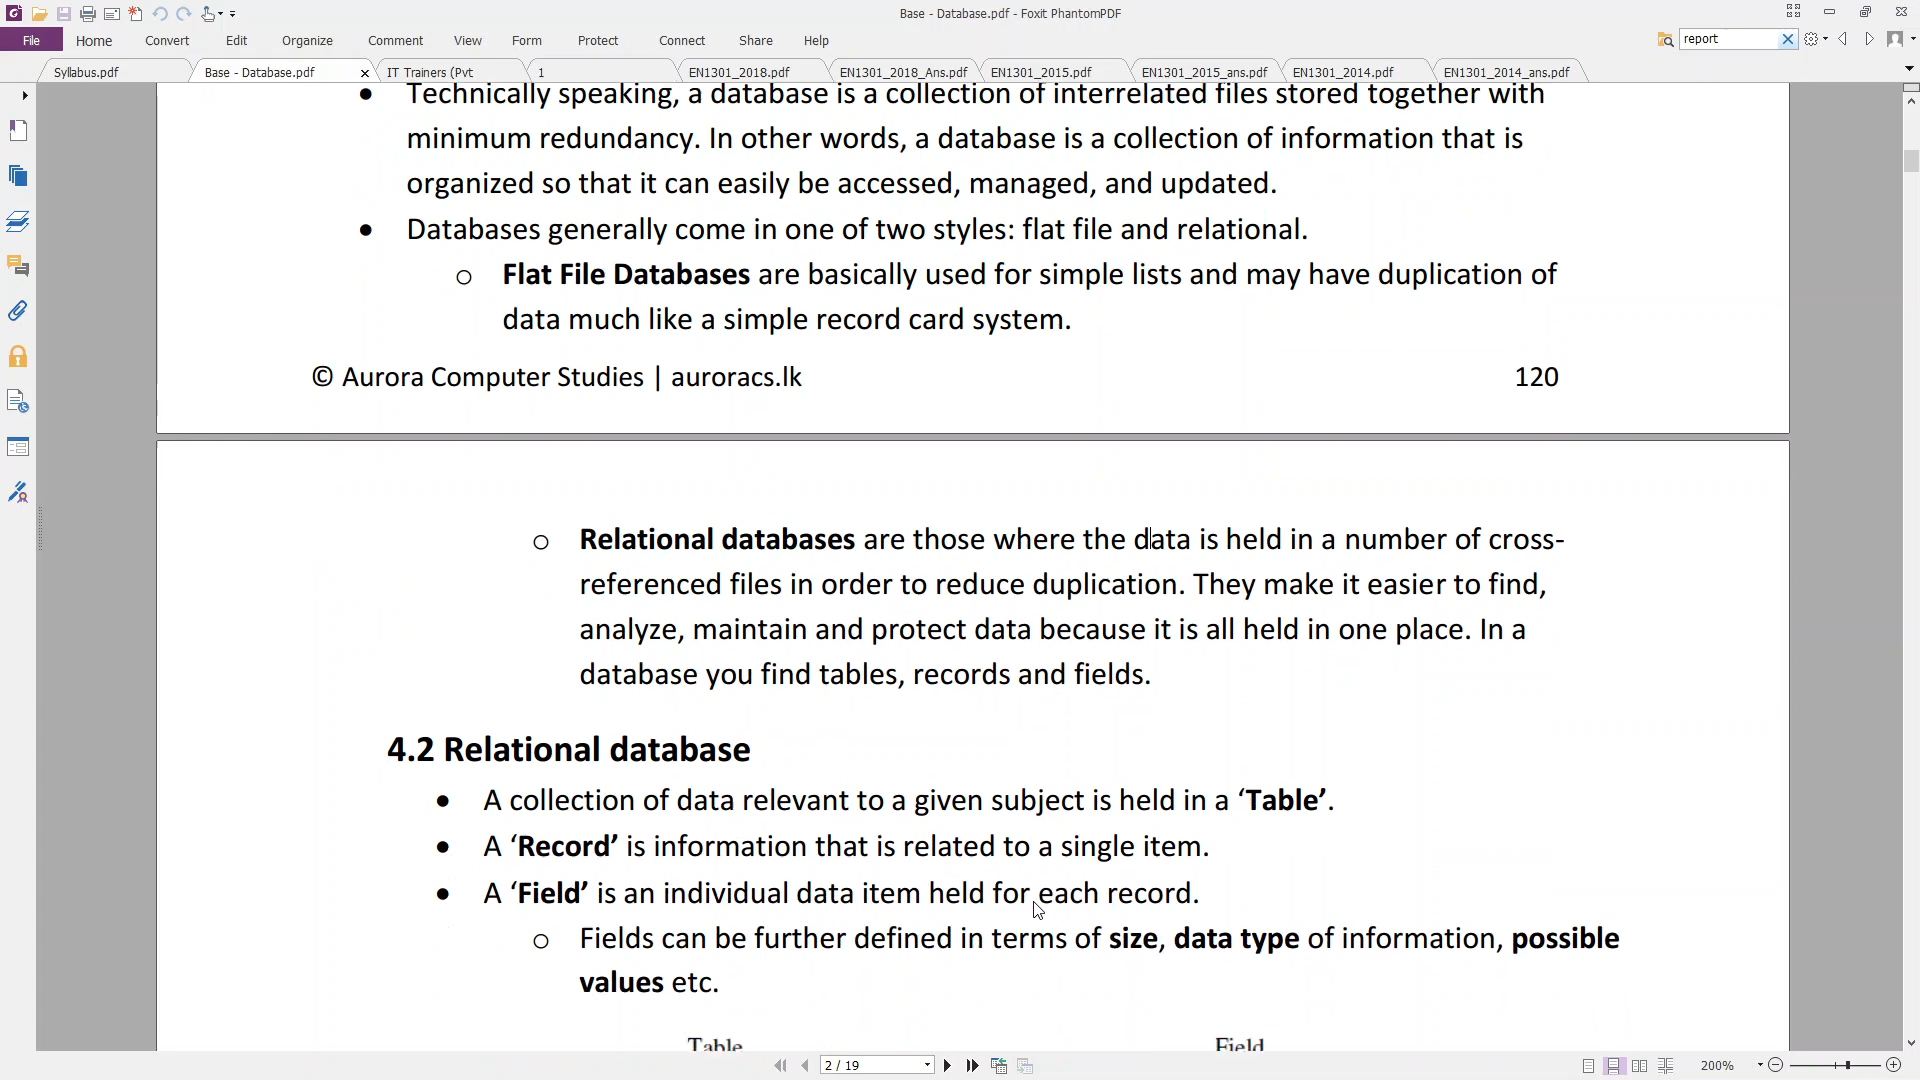 Base - Database.pdf - Foxit PhantomPDF
File Home Convert Edit Organize Comment View Form Protect Connect Share Help report
Syllabus.pdf Base - Database.pdf IT Trainers (Pvt 1 EN1301_2018.pdf EN1301_2018_Ans.pdf EN1301_2015.pdf EN1301_2015_ans.pdf EN1301_2014.pdf EN1301_2014_ans.pdf
• Technically speaking, a database is a collection of interrelated files stored together with
minimum redundancy. In other words, a database is a collection of information that is
organized so that it can easily be accessed, managed, and updated.
• Databases generally come in one of two styles: flat file and relational.
o Flat File Databases are basically used for simple lists and may have duplication of
data much like a simple record card system.
© Aurora Computer Studies | auroracs.lk 120
o Relational databases are those where the data is held in a number of cross-
referenced files in order to reduce duplication. They make it easier to find,
analyze, maintain and protect data because it is all held in one place. In a
database you find tables, records and fields.
4.2 Relational database
• A collection of data relevant to a given subject is held in a ‘Table’.
• A ‘Record’ is information that is related to a single item.
• A ‘Field’ is an individual data item held for each record.
o Fields can be further defined in terms of size, data type of information, possible
values etc.
Table Field
2 / 19 200%